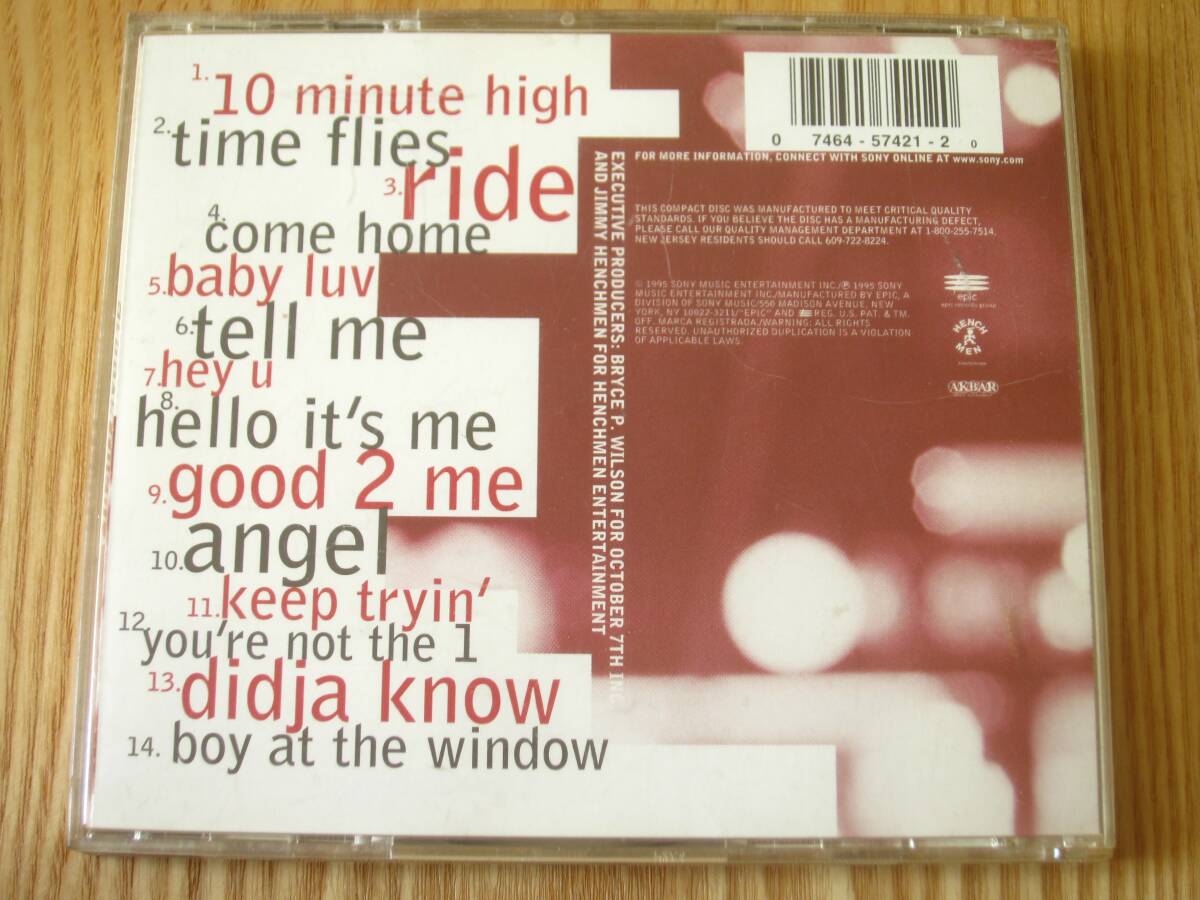 1. 10 minute high
2. time flies
3. ride
4. come home
5. baby luv
6. tell me
7. hey u
8. hello it's me
9. good 2 me
10. angel
11. keep tryin'
12 you're not the 1
13. didja know
14. boy at the window
EXECUTIVE PRODUCERS: BRYCE P. WILSON FOR OCTOBER 7TH INC
AND JIMMY HENCHMEN FOR HENCHMEN ENTERTAINMENT
0 7464-57421-2 0
FOR MORE INFORMATION, CONNECT WITH SONY ONLINE AT www.sony.com
THIS COMPACT DISC WAS MANUFACTURED TO MEET CRITICAL QUALITY
STANDARDS. IF YOU BELIEVE THE DISC HAS A MANUFACTURING DEFECT,
PLEASE CALL OUR QUALITY MANAGEMENT DEPARTMENT AT 1-800-255-7514.
NEW JERSEY RESIDENTS SHOULD CALL 609-722-8224.
© 1995 SONY MUSIC ENTERTAINMENT INC./℗ 1995 SONY
MUSIC ENTERTAINMENT INC./MANUFACTURED BY EPIC, A
DIVISION OF SONY MUSIC/550 MADISON AVENUE, NEW
YORK, NY 10022-3211/"EPIC" AND REG. U.S. PAT. & TM.
OFF. MARCA REGISTRADA./WARNING: ALL RIGHTS
RESERVED. UNAUTHORIZED DUPLICATION IS A VIOLATION
OF APPLICABLE LAWS.
epic
epic records group
HENCH
MEN
AKBAR